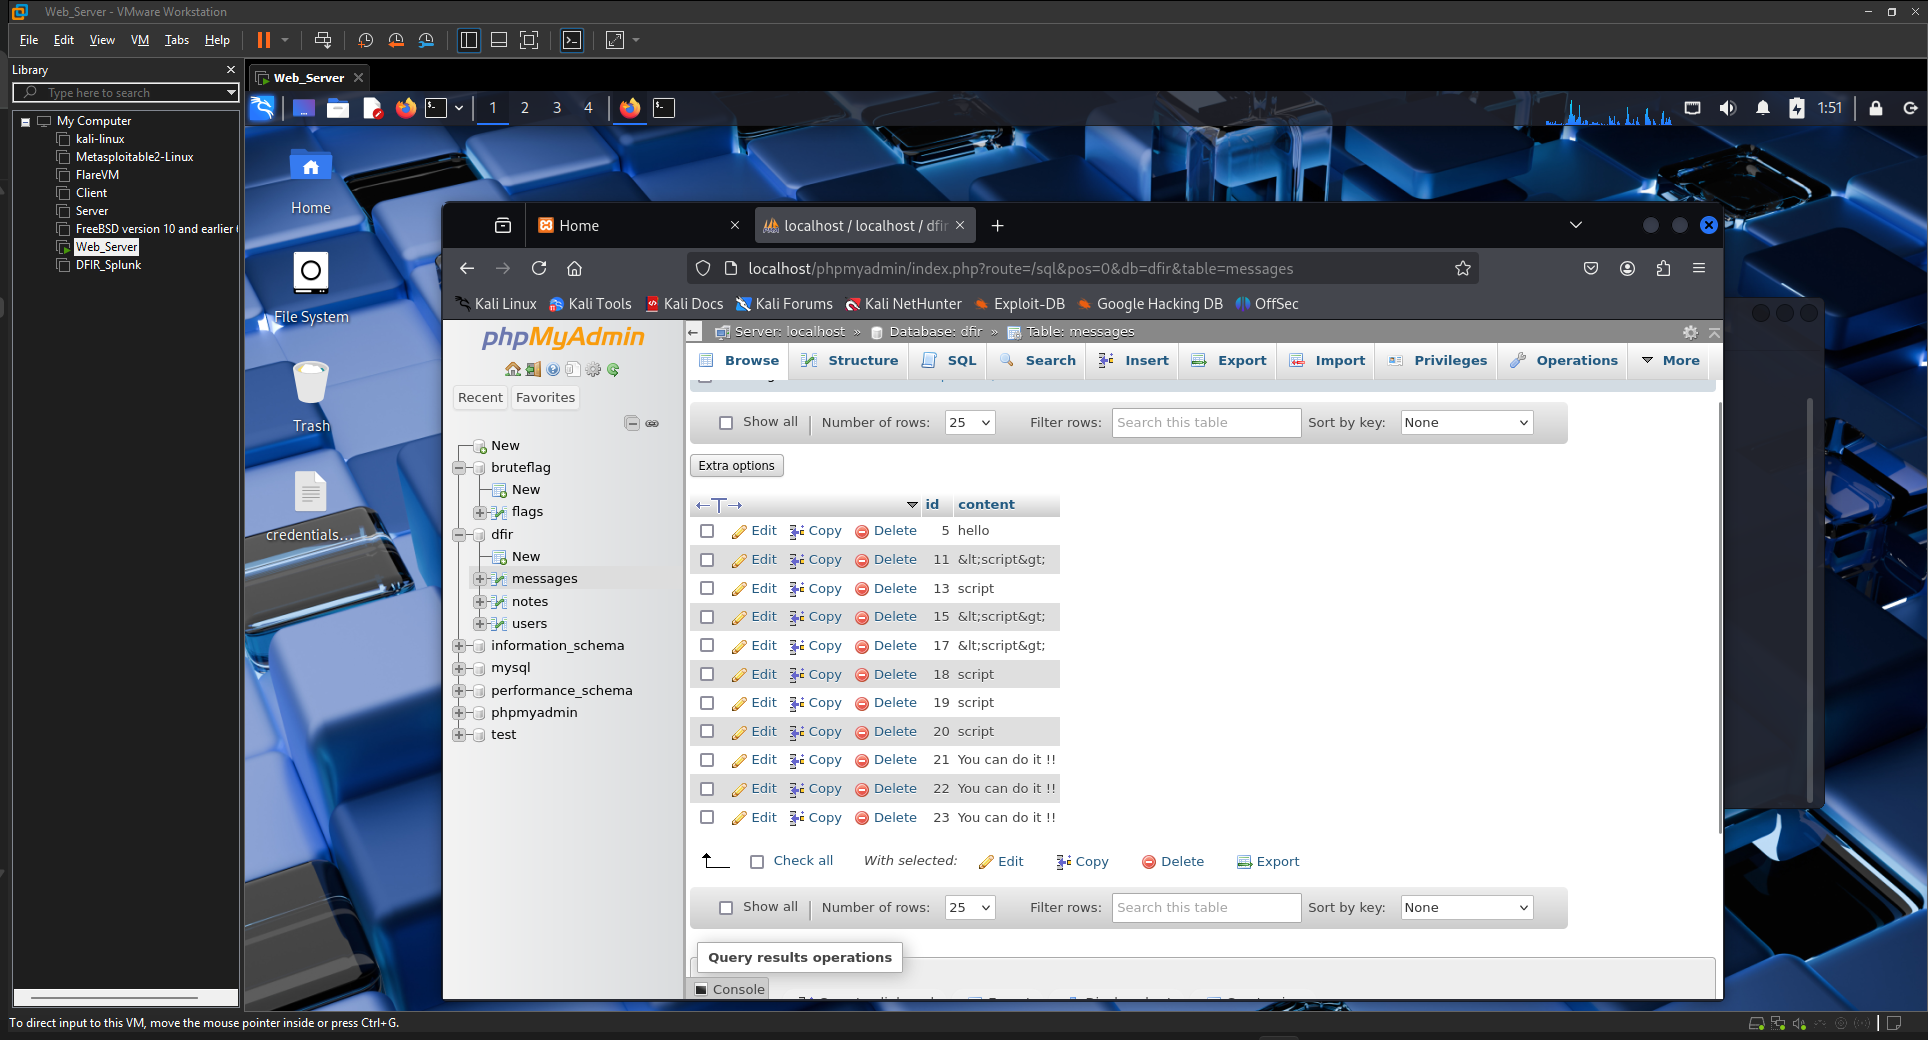 Web_Server - VMware Workstation
File Edit View VM Tabs Help
Library
Type here to search
My Computer
kali-linux
Metasploitable2-Linux
FlareVM
Client
Server
FreeBSD version 10 and earlier
Web_Server
DFIR_Splunk
Web_Server
1 2 3 4
1:51
Home
File System
Trash
credentials...
Home
localhost / localhost / dfir
localhost/phpmyadmin/index.php?route=/sql&pos=0&db=dfir&table=messages
Kali Linux Kali Tools Kali Docs Kali Forums Kali NetHunter Exploit-DB Google Hacking DB OffSec
phpMyAdmin
Recent Favorites
New
bruteflag
New
flags
dfir
New
messages
notes
users
information_schema
mysql
performance_schema
phpmyadmin
test
Server: localhost » Database: dfir » Table: messages
Browse Structure SQL Search Insert Export Import Privileges Operations More
Show all Number of rows: 25 Filter rows: Search this table Sort by key: None
Extra options
id content
Edit Copy Delete 5 hello
Edit Copy Delete 11 &lt;script&gt;
Edit Copy Delete 13 script
Edit Copy Delete 15 &lt;script&gt;
Edit Copy Delete 17 &lt;script&gt;
Edit Copy Delete 18 script
Edit Copy Delete 19 script
Edit Copy Delete 20 script
Edit Copy Delete 21 You can do it !!
Edit Copy Delete 22 You can do it !!
Edit Copy Delete 23 You can do it !!
Check all With selected: Edit Copy Delete Export
Show all Number of rows: 25 Filter rows: Search this table Sort by key: None
Query results operations
Console
To direct input to this VM, move the mouse pointer inside or press Ctrl+G.